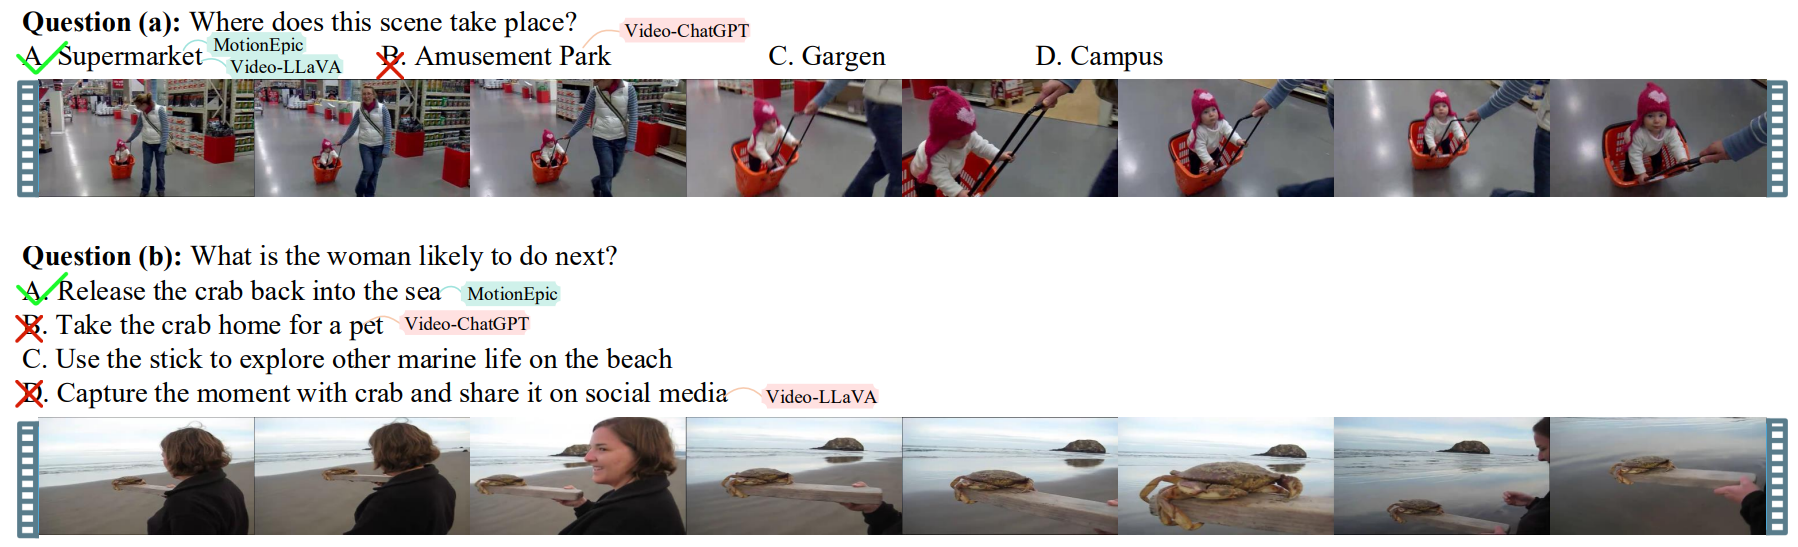 Question (a): Where does this scene take place?
Video-ChatGPT
A. Supermarket
MotionEpic
Video-LLaVA
B. Amusement Park
C. Gargen
D. Campus
Question (b): What is the woman likely to do next?
A. Release the crab back into the sea
MotionEpic
B. Take the crab home for a pet
Video-ChatGPT
C. Use the stick to explore other marine life on the beach
D. Capture the moment with crab and share it on social media
Video-LLaVA